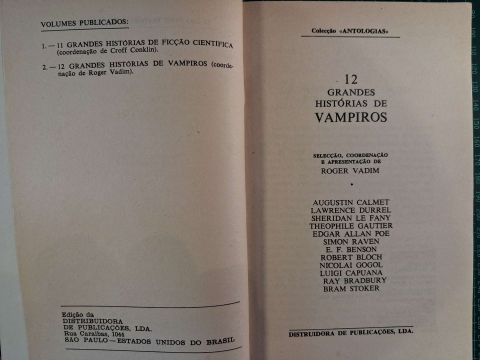 VOLUMES PUBLICADOS:
1. — 11 GRANDES HISTÓRIAS DE FICÇÃO CIENTÍFICA
(coordenação de Croff Conklin).
2. — 12 GRANDES HISTÓRIAS DE VAMPIROS (coorde-
nação de Roger Vadim).
Edição da
DISTRIBUIDORA
DE PUBLICAÇÕES, LDA.
Rua Caraíbas, 1046
SÃO PAULO — ESTADOS UNIDOS DO BRASIL
Colecção «ANTOLOGIAS»
12
GRANDES
HISTÓRIAS DE
VAMPIROS
SELECÇÃO, COORDENAÇÃO
E APRESENTAÇÃO DE
ROGER VADIM
AUGUSTIN CALMET
LAWRENCE DURREL
SHERIDAN LE FANY
THEOPHILE GAUTIER
EDGAR ALLAN POE
SIMON RAVEN
E. F. BENSON
ROBERT BLOCH
NICOLAI GOGOL
LUIGI CAPUANA
RAY BRADBURY
BRAM STOKER
DISTRUIDORA DE PUBLICAÇÕES, LDA.